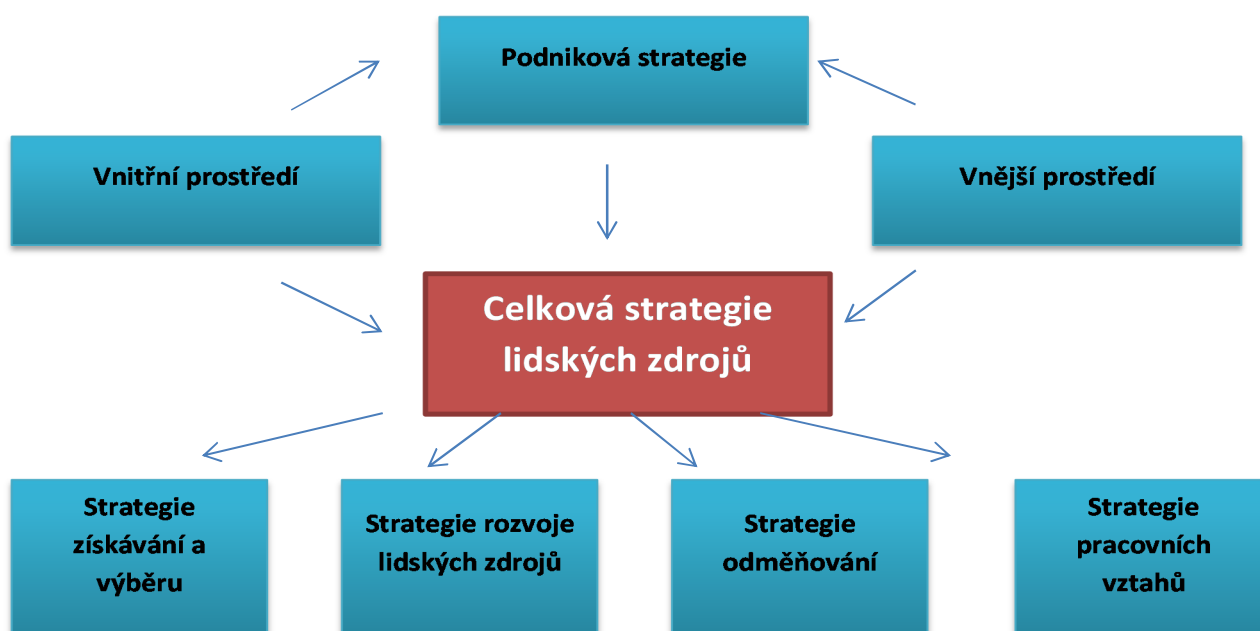 Podniková strategie
Vnitřní prostředí
Vnější prostředí
Celková strategie
lidských zdrojů
Strategie
získávání a
výběru
Strategie rozvoje
lidských zdrojů
Strategie
odměňování
Strategie
pracovních
vztahů